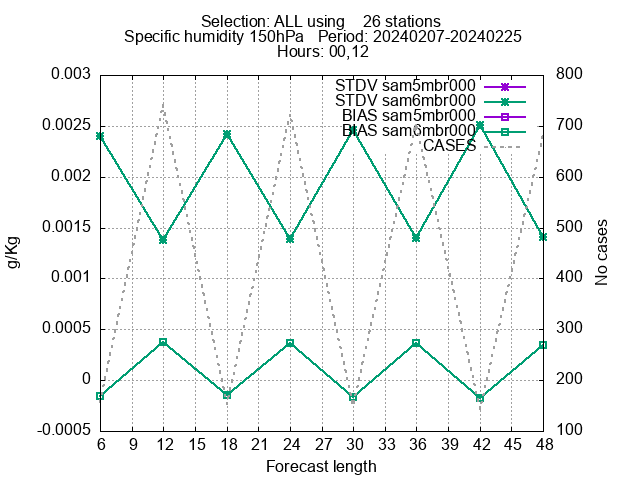 Selection: ALL using    26 stations
Specific humidity 150hPa   Period: 20240207-20240225
Hours: 00,12
0.003
0.0025
0.002
0.0015
0.001
0.0005
0
-0.0005
g/Kg
800
700
600
500
400
300
200
100
No cases
STDV sam5mbr000
STDV sam6mbr000
BIAS sam5mbr000
BIAS sam6mbr000
CASES
6 9 12 15 18 21 24 27 30 33 36 39 42 45 48
Forecast length